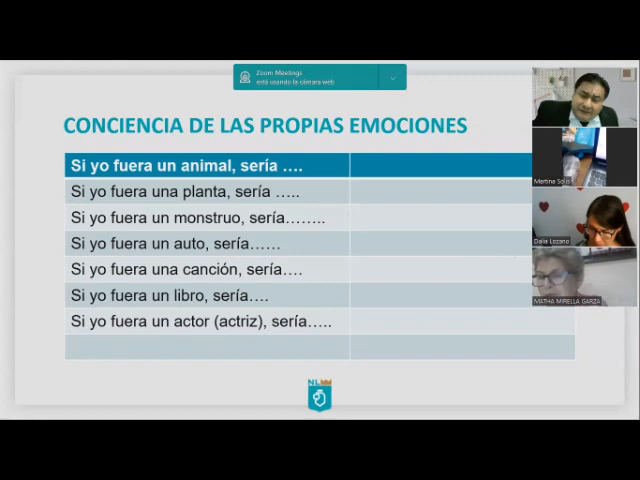 Zoom Meetings
está usando la cámara web
CONCIENCIA DE LAS PROPIAS EMOCIONES
Si yo fuera un animal, sería ....
Si yo fuera una planta, sería .....
Si yo fuera un monstruo, sería........
Si yo fuera un auto, sería......
Si yo fuera una canción, sería....
Si yo fuera un libro, sería....
Si yo fuera un actor (actriz), sería.....
NL
Martina Solis
Dalia Lozano
MATHA MIRELLA GARZA